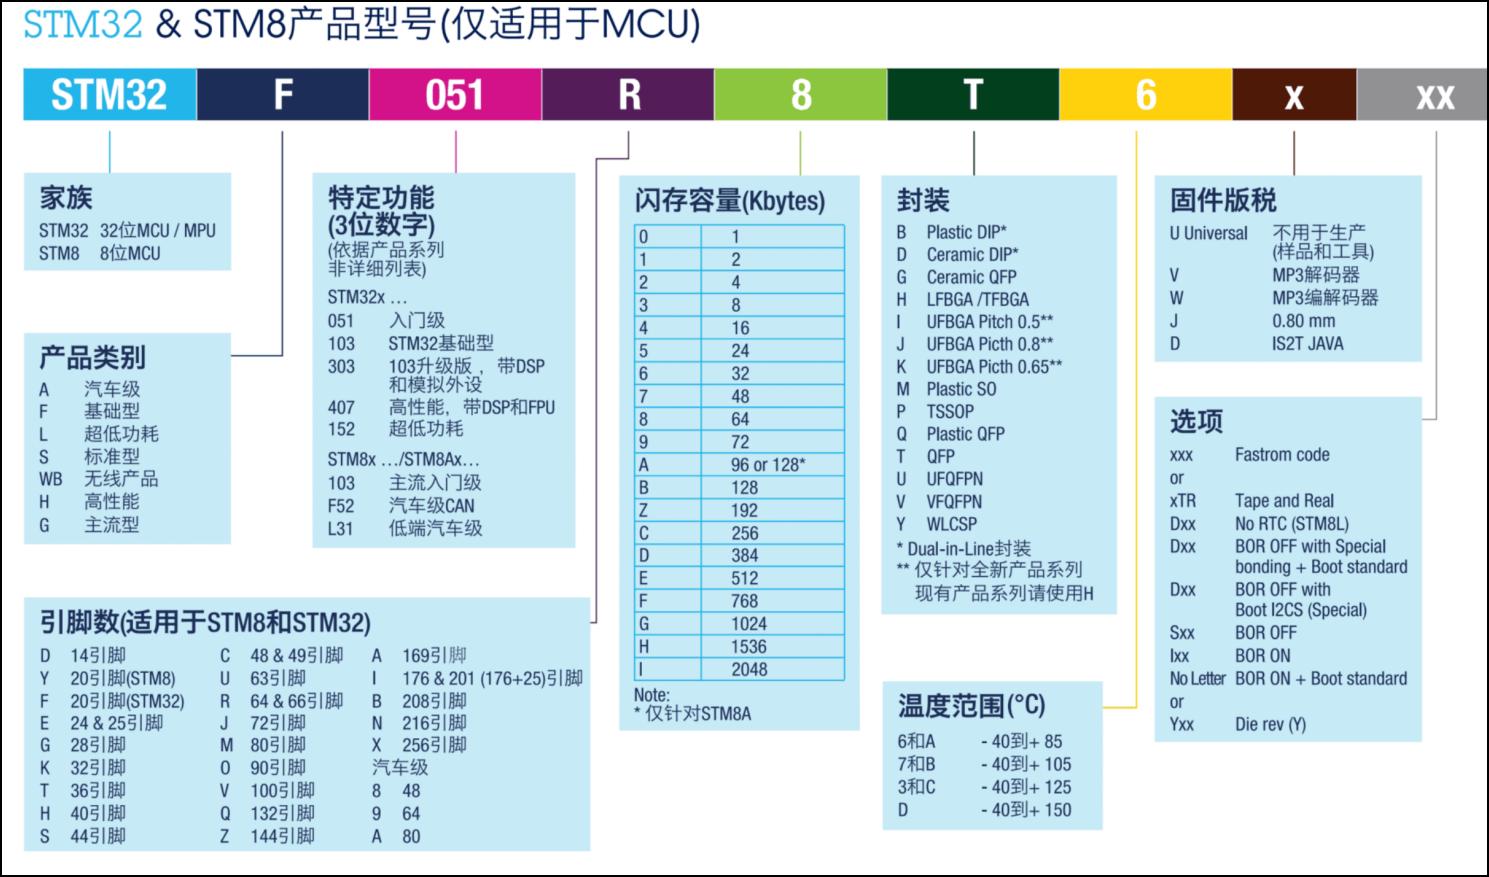 STM32 & STM8产品型号(仅适用于MCU)
STM32 F 051 R 8 T 6 x xx
家族
STM32 32位MCU / MPU
STM8 8位MCU
产品类别
A 汽车级
F 基础型
L 超低功耗
S 标准型
WB 无线产品
H 高性能
G 主流型
特定功能
(3位数字)
(依据产品系列
非详细列表)
STM32x ...
051 入门级
103 STM32基础型
303 103升级版，带DSP
和模拟外设
407 高性能，带DSP和FPU
152 超低功耗
STM8x .../STM8Ax...
103 主流入门级
F52 汽车级CAN
L31 低端汽车级
引脚数(适用于STM8和STM32)
D 14引脚 C 48 & 49引脚 A 169引脚
Y 20引脚(STM8) U 63引脚 I 176 & 201 (176+25)引脚
F 20引脚(STM32) R 64 & 66引脚 B 208引脚
E 24 & 25引脚 J 72引脚 N 216引脚
G 28引脚 M 80引脚 X 256引脚
K 32引脚 O 90引脚 汽车级
T 36引脚 V 100引脚 8 48
H 40引脚 Q 132引脚 9 64
S 44引脚 Z 144引脚 A 80
闪存容量(Kbytes)
0 1
1 2
2 4
3 8
4 16
5 24
6 32
7 48
8 64
9 72
A 96 or 128*
B 128
Z 192
C 256
D 384
E 512
F 768
G 1024
H 1536
I 2048
Note:
* 仅针对STM8A
封装
B Plastic DIP*
D Ceramic DIP*
G Ceramic QFP
H LFBGA /TFBGA
I UFBGA Pitch 0.5**
J UFBGA Picth 0.8**
K UFBGA Picth 0.65**
M Plastic SO
P TSSOP
Q Plastic QFP
T QFP
U UFQFPN
V VFQFPN
Y WLCSP
* Dual-in-Line封装
** 仅针对全新产品系列
现有产品系列请使用H
温度范围(°C)
6和A - 40到+ 85
7和B - 40到+ 105
3和C - 40到+ 125
D - 40到+ 150
固件版税
U Universal 不用于生产
(样品和工具)
V MP3解码器
W MP3编解码器
J 0.80 mm
D IS2T JAVA
选项
xxx Fastrom code
or
xTR Tape and Real
Dxx No RTC (STM8L)
Dxx BOR OFF with Special
bonding + Boot standard
Dxx BOR OFF with
Boot I2CS (Special)
Sxx BOR OFF
Ixx BOR ON
No Letter BOR ON + Boot standard
or
Yxx Die rev (Y)